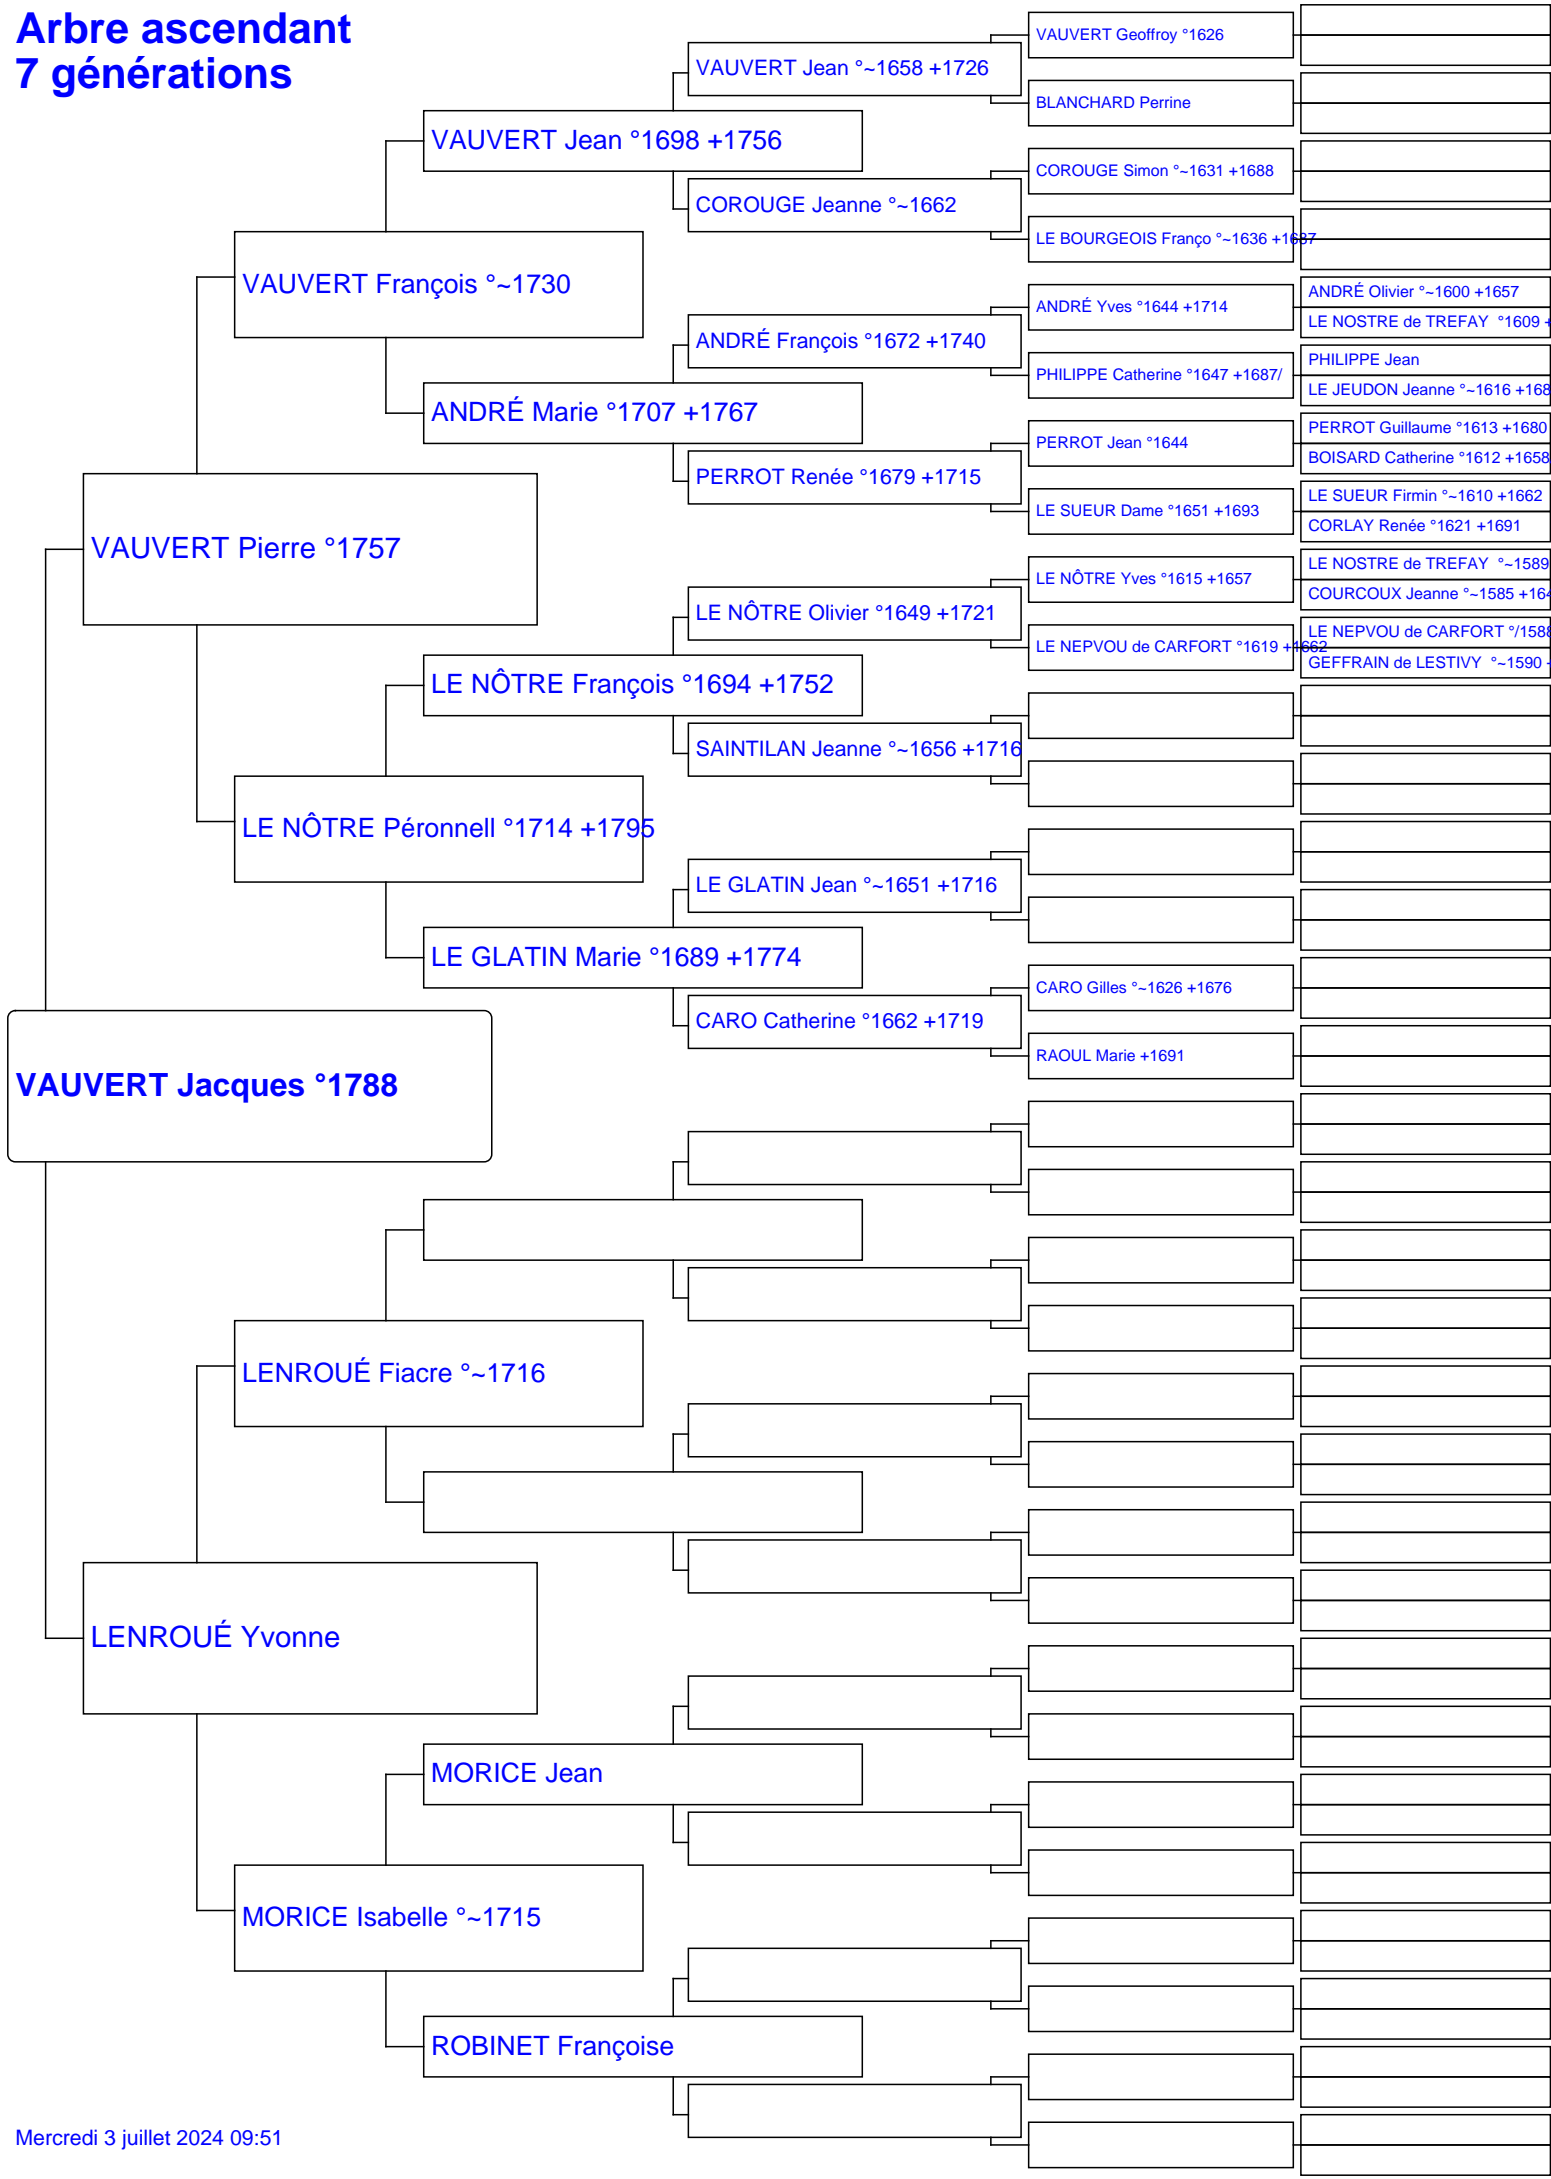 Arbre ascendant
7 générations
VAUVERT Geoffroy °1626
VAUVERT Jean °~1658 +1726
BLANCHARD Perrine
VAUVERT Jean °1698 +1756
COROUGE Simon °~1631 +1688
COROUGE Jeanne °~1662
LE BOURGEOIS Franço °~1636 +1687
VAUVERT François °~1730
ANDRÉ Olivier °~1600 +1657
ANDRÉ Yves °1644 +1714
LE NOSTRE de TREFAY °1609 +
ANDRÉ François °1672 +1740
PHILIPPE Jean
PHILIPPE Catherine °1647 +1687/
LE JEUDON Jeanne °~1616 +168
ANDRÉ Marie °1707 +1767
PERROT Guillaume °1613 +1680
PERROT Jean °1644
BOISARD Catherine °1612 +1658
PERROT Renée °1679 +1715
LE SUEUR Firmin °~1610 +1662
LE SUEUR Dame °1651 +1693
CORLAY Renée °1621 +1691
VAUVERT Pierre °1757
LE NOSTRE de TREFAY °~1589
LE NÔTRE Yves °1615 +1657
COURCOUX Jeanne °~1585 +164
LE NÔTRE Olivier °1649 +1721
LE NEPVOU de CARFORT °/1588
LE NEPVOU de CARFORT °1619 +1662
GEFFRAIN de LESTIVY °~1590 -
LE NÔTRE François °1694 +1752
SAINTILAN Jeanne °~1656 +1716
LE NÔTRE Péronnell °1714 +1795
LE GLATIN Jean °~1651 +1716
LE GLATIN Marie °1689 +1774
CARO Gilles °~1626 +1676
CARO Catherine °1662 +1719
RAOUL Marie +1691
VAUVERT Jacques °1788
LENROUÉ Fiacre °~1716
LENROUÉ Yvonne
MORICE Jean
MORICE Isabelle °~1715
ROBINET Françoise
Mercredi 3 juillet 2024 09:51